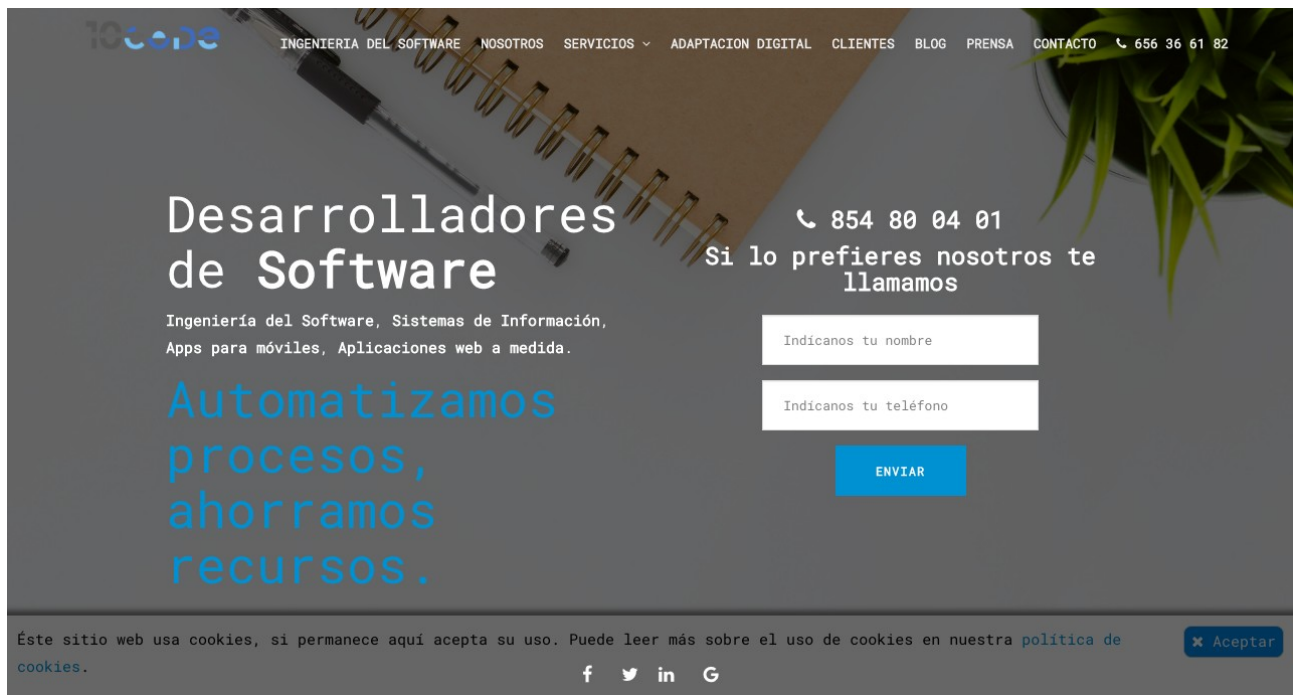 10code
INGENIERIA DEL SOFTWARE NOSOTROS SERVICIOS ADAPTACION DIGITAL CLIENTES BLOG PRENSA CONTACTO 656 36 61 82
Desarrolladores
de Software
Ingeniería del Software, Sistemas de Información,
Apps para móviles, Aplicaciones web a medida.
Automatizamos
procesos,
ahorramos
recursos.
854 80 04 01
Si lo prefieres nosotros te
llamamos
Indícanos tu nombre
Indícanos tu teléfono
ENVIAR
Éste sitio web usa cookies, si permanece aquí acepta su uso. Puede leer más sobre el uso de cookies en nuestra política de
cookies.
Aceptar